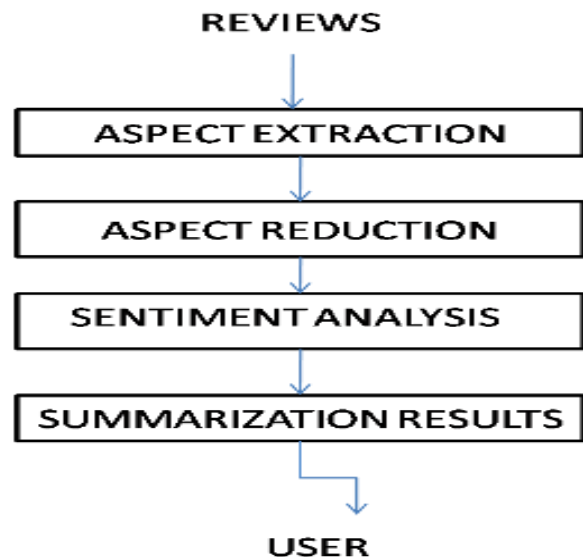 REVIEWS
ASPECT EXTRACTION
ASPECT REDUCTION
SENTIMENT ANALYSIS
SUMMARIZATION RESULTS
USER